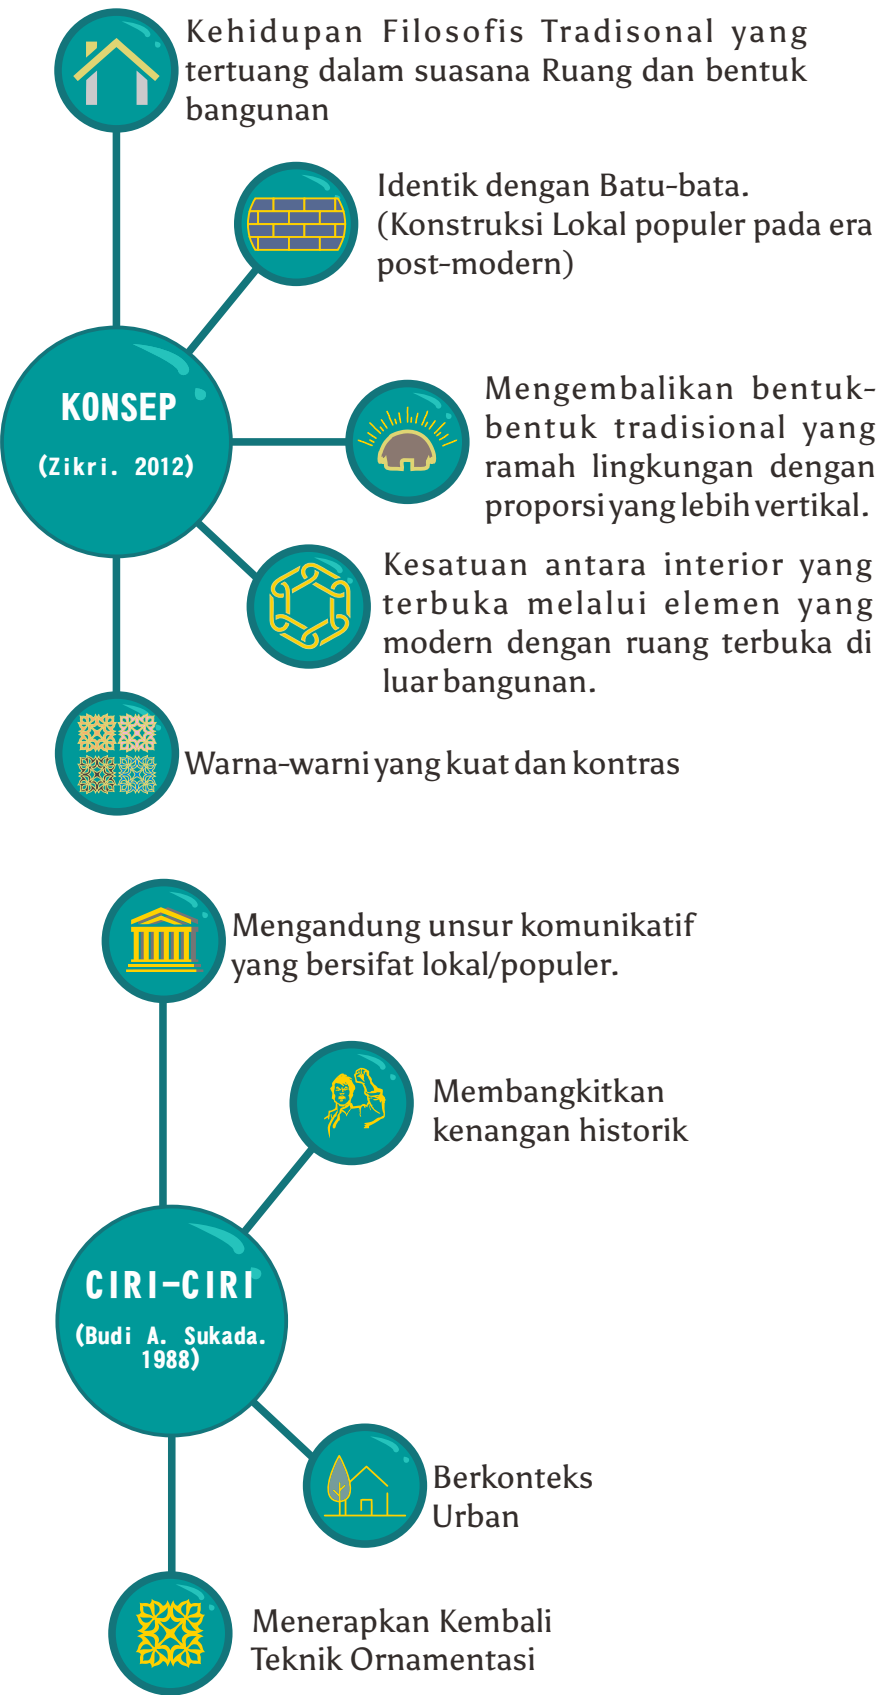 Kehidupan Filosofis Tradisonal yang
tertuang dalam suasana Ruang dan bentuk
bangunan
Identik dengan Batu-bata.
(Konstruksi Lokal populer pada era
post-modern)
KONSEP
(Zikri. 2012)
Mengembalikan bentuk-
bentuk tradisional yang
ramah lingkungan dengan
proporsi yang lebih vertikal.
Kesatuan antara interior yang
terbuka melalui elemen yang
modern dengan ruang terbuka di
luar bangunan.
Warna-warni yang kuat dan kontras
Mengandung unsur komunikatif
yang bersifat lokal/populer.
Membangkitkan
kenangan historik
CIRI-CIRI
(Budi A. Sukada.
1988)
Berkonteks
Urban
Menerapkan Kembali
Teknik Ornamentasi